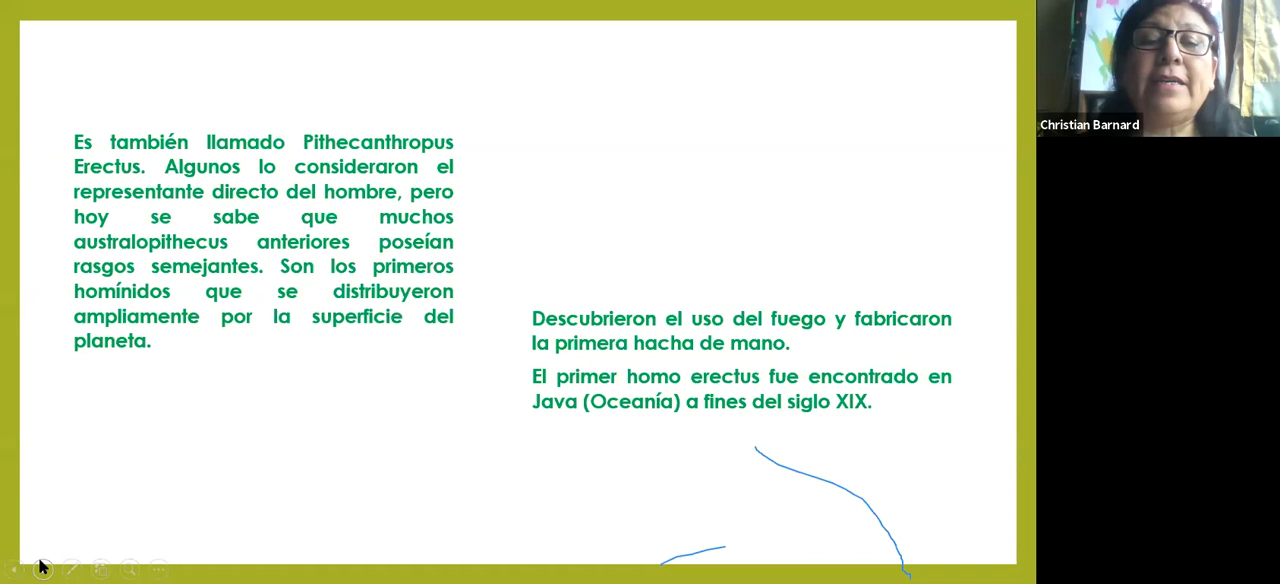 Es también llamado Pithecanthropus
Erectus. Algunos lo consideraron el
representante directo del hombre, pero
hoy se sabe que muchos
australopithecus anteriores poseían
rasgos semejantes. Son los primeros
homínidos que se distribuyeron
ampliamente por la superficie del
planeta.
Descubrieron el uso del fuego y fabricaron
la primera hacha de mano.
El primer homo erectus fue encontrado en
Java (Oceanía) a fines del siglo XIX.
Christian Barnard